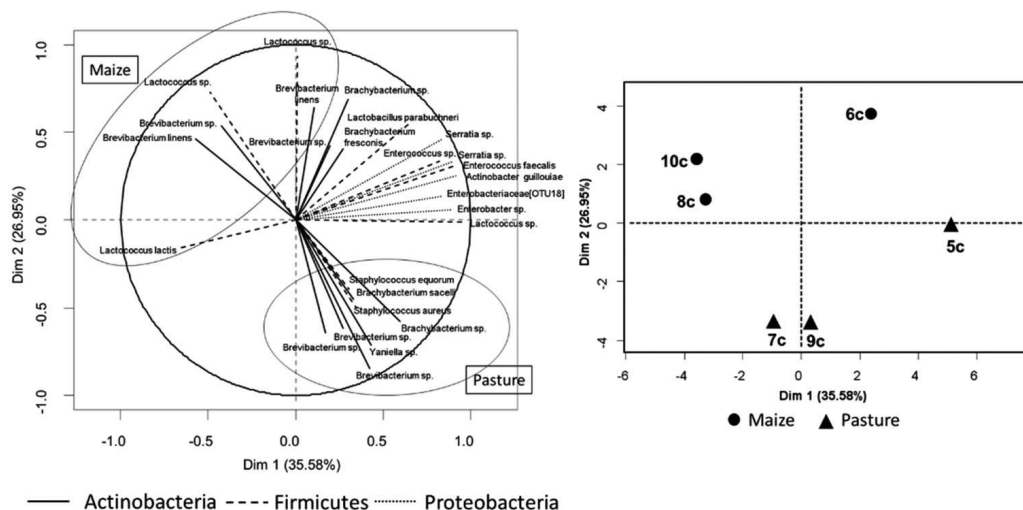 Maize
Lactococcus sp.
Lactococcus sp.
Brevibacterium
linens
Brachybacterium sp.
Brevibacterium sp.
Lactobacillus parabuchneri
Brevibacterium linens
Brevibacterium sp.
Brachybacterium
fresconis
Serratia sp.
Enterococcus sp.
Serratia sp.
Enterococcus faecalis
Actinobacter guillouiae
Enterobacteriaceae[OTU18]
Enterobacter sp.
Lactococcus sp.
Lactococcus lactis
Staphylococcus equorum
Brachybacterium sacelli
Staphylococcus aureus
Brachybacterium sp.
Brevibacterium sp.
Brevibacterium sp.
Yaniella sp.
Brevibacterium sp.
Pasture
Dim 2 (26.95%)
1.0
0.5
0.0
-0.5
-1.0
-1.0
-0.5
0.0
0.5
1.0
Dim 1 (35.58%)
Actinobacteria
Firmicutes
Proteobacteria
Dim 2 (26.95%)
4
2
0
-2
-4
6c
10c
8c
5c
7c
9c
-6
-4
-2
0
2
4
6
Dim 1 (35.58%)
Maize
Pasture